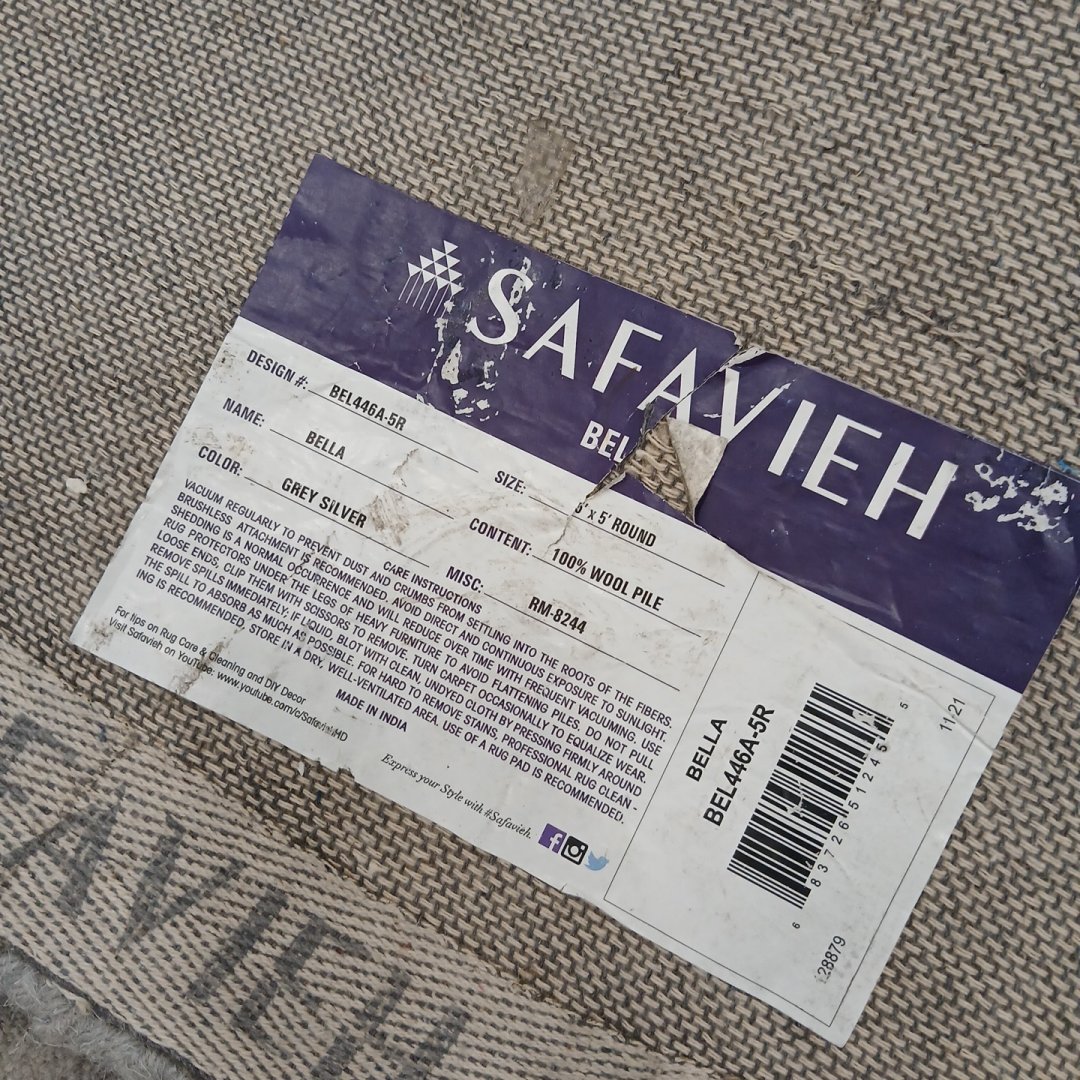 SAFAVIEH
BEL
DESIGN #: BEL446A-5R
NAME: BELLA
SIZE: 5' x 5' ROUND
COLOR: GREY SILVER
CONTENT: 100% WOOL PILE
MISC: RM-8244
CARE INSTRUCTIONS
VACUUM REGULARLY TO PREVENT DUST AND CRUMBS FROM SETTLING INTO THE ROOTS OF THE FIBERS.
BRUSHLESS ATTACHMENT IS RECOMMENDED. AVOID DIRECT AND CONTINUOUS EXPOSURE TO SUNLIGHT.
SHEDDING IS A NORMAL OCCURRENCE AND WILL REDUCE OVER TIME WITH FREQUENT VACUUMING. USE
RUG PROTECTORS UNDER THE LEGS OF HEAVY FURNITURE TO AVOID FLATTENING PILES. DO NOT PULL
LOOSE ENDS, CLIP THEM WITH SCISSORS TO REMOVE. TURN CARPET OCCASIONALLY TO EQUALIZE WEAR.
REMOVE SPILLS IMMEDIATELY. IF LIQUID, BLOT WITH CLEAN, UNDYED CLOTH BY PRESSING FIRMLY AROUND
THE SPILL TO ABSORB AS MUCH AS POSSIBLE. FOR HARD TO REMOVE STAINS, PROFESSIONAL RUG CLEAN -
ING IS RECOMMENDED. STORE IN A DRY, WELL-VENTILATED AREA. USE OF A RUG PAD IS RECOMMENDED.
MADE IN INDIA
For tips on Rug Care & Cleaning and DIY Decor
Visit Safavieh on YouTube: www.youtube.com/c/SafaviehHD
Express your Style with #Safavieh.
BELLA
BEL446A-5R
6 83726 51245 5
11/21
128879
AVIEH